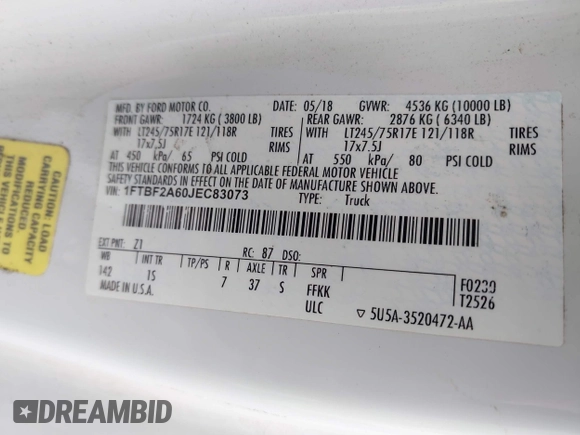 MFD. BY FORD MOTOR CO. 05/18 GVWR: 4536 KG (10000 LB)
FRONT GAWR: 1724 KG ( 3800 LB) REAR GAWR: 2876 KG ( 6340 LB)
WITH LT245/75R17E 121/118R TIRES WITH LT245/75R17E 121/118R TIRES
17x7.5J RIMS 17x7.5J RIMS
AT 450 kPa/ 65 PSI COLD AT 550 kPa/ 80 PSI COLD
THIS VEHICLE CONFORMS TO ALL APPLICABLE FEDERAL MOTOR VEHICLE
SAFETY STANDARDS IN EFFECT ON THE DATE OF MANUFACTURE SHOWN ABOVE.
VIN: 1FTBF2A60JEC83073 TYPE: Truck
EXT PNT: Z1 RC: 87 DSO:
WB INT TR TP/PS R AXLE TR SPR
142 15 7 37 S FFKK
ULC
MADE IN U.S.A.
F0230
T2526
▽ 5U5A-3520472-AA
CAUTION: LOAD
CARRYING CAPACITY
MODIFICATION:
THIS VEHICLE'S
DREAMBID